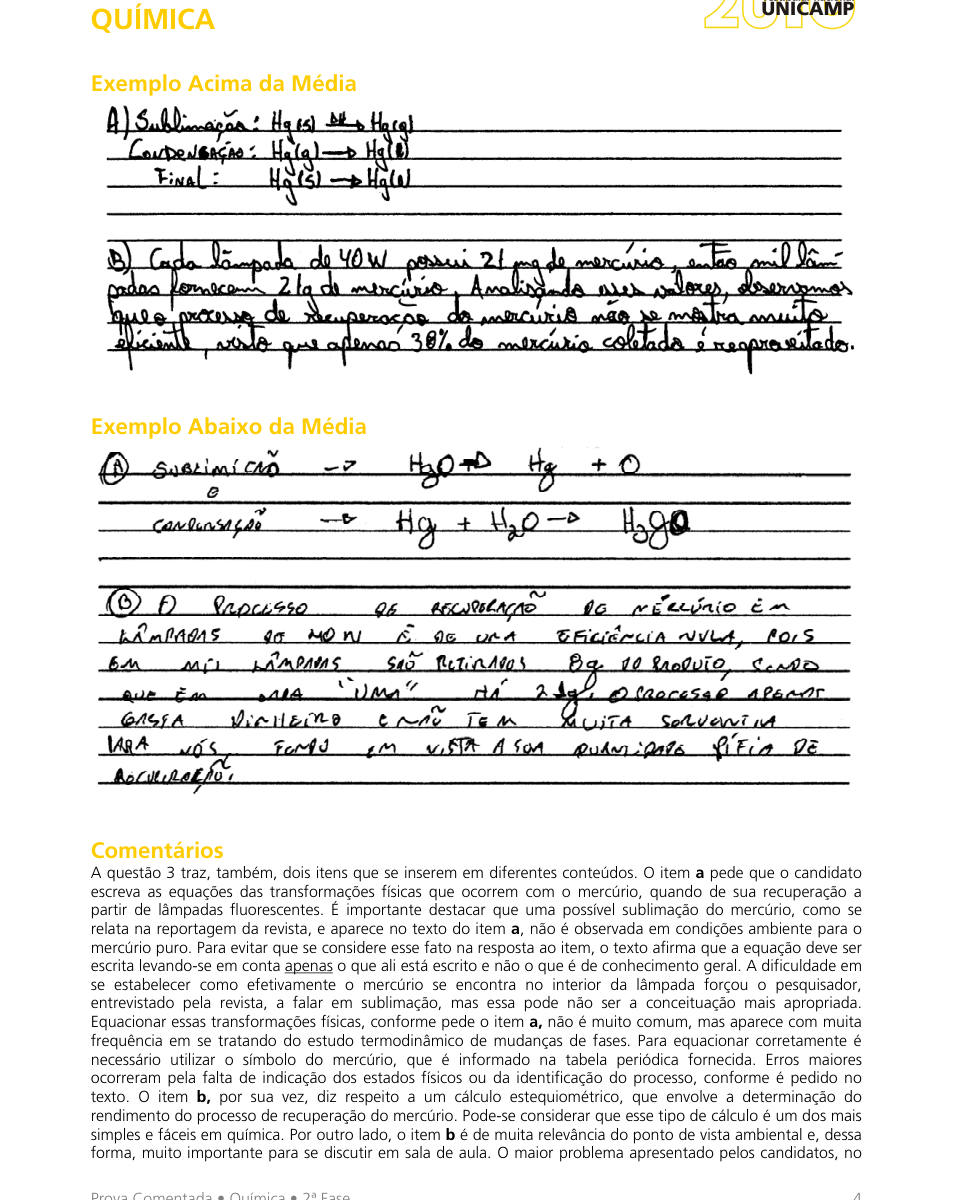 QUÍMICA
UNICAMP
Exemplo Acima da Média
A) Sublimação: Hg(s) → Hg(g)
CONDENSAÇÃO: Hg(g) → Hg(l)
FINAL: Hg(s) → Hg(l)
B) Cada lâmpada de 40W possui 21 mg de mercúrio, então mil lâm-
padas fornecem 21g de mercúrio. Analisando esses valores, observamos
que o processo de recuperação do mercúrio não se mostra muito
eficiente, visto que apenas 38% do mercúrio coletado é reaproveitado.
Exemplo Abaixo da Média
(A) SUBLIMICÃO → H2O → Hg + O
e
CONDENSAÇÃO → Hg + H2O → H3gO
(B) O PROCESSO DE RECUPERAÇÃO DE MÉRCÚRIO EM
LÂMPADAS DE 40W É DE UMA EFICIÊNCIA NULA, POIS
EM MIL LÂMPADAS SÃO RETIRADOS 8g DO PRODUTO, SENDO
QUE EM "UMA" HÁ 21g, O PROCESSO APENAS
GASTA DINHEIRO E NÃO TEM MUITA
PARA NÓS, TENDO EM VISTA A SUA QUANTIDADE PÍFIA DE
RECUPERAÇÃO.
Comentários
A questão 3 traz, também, dois itens que se inserem em diferentes conteúdos. O item a pede que o candidato
escreva as equações das transformações físicas que ocorrem com o mercúrio, quando de sua recuperação a
partir de lâmpadas fluorescentes. É importante destacar que uma possível sublimação do mercúrio, como se
relata na reportagem da revista, e aparece no texto do item a, não é observada em condições ambiente para o
mercúrio puro. Para evitar que se considere esse fato na resposta ao item, o texto afirma que a equação deve ser
escrita levando-se em conta apenas o que ali está escrito e não o que é de conhecimento geral. A dificuldade em
se estabelecer como efetivamente o mercúrio se encontra no interior da lâmpada forçou o pesquisador,
entrevistado pela revista, a falar em sublimação, mas essa pode não ser a conceituação mais apropriada.
Equacionar essas transformações físicas, conforme pede o item a, não é muito comum, mas aparece com muita
frequência em se tratando do estudo termodinâmico de mudanças de fases. Para equacionar corretamente é
necessário utilizar o símbolo do mercúrio, que é informado na tabela periódica fornecida. Erros maiores
ocorreram pela falta de indicação dos estados físicos ou da identificação do processo, conforme é pedido no
texto. O item b, por sua vez, diz respeito a um cálculo estequiométrico, que envolve a determinação do
rendimento do processo de recuperação do mercúrio. Pode-se considerar que esse tipo de cálculo é um dos mais
simples e fáceis em química. Por outro lado, o item b é de muita relevância do ponto de vista ambiental e, dessa
forma, muito importante para se discutir em sala de aula. O maior problema apresentado pelos candidatos, no
Prova Comentada • Química • 2ª Fase 4